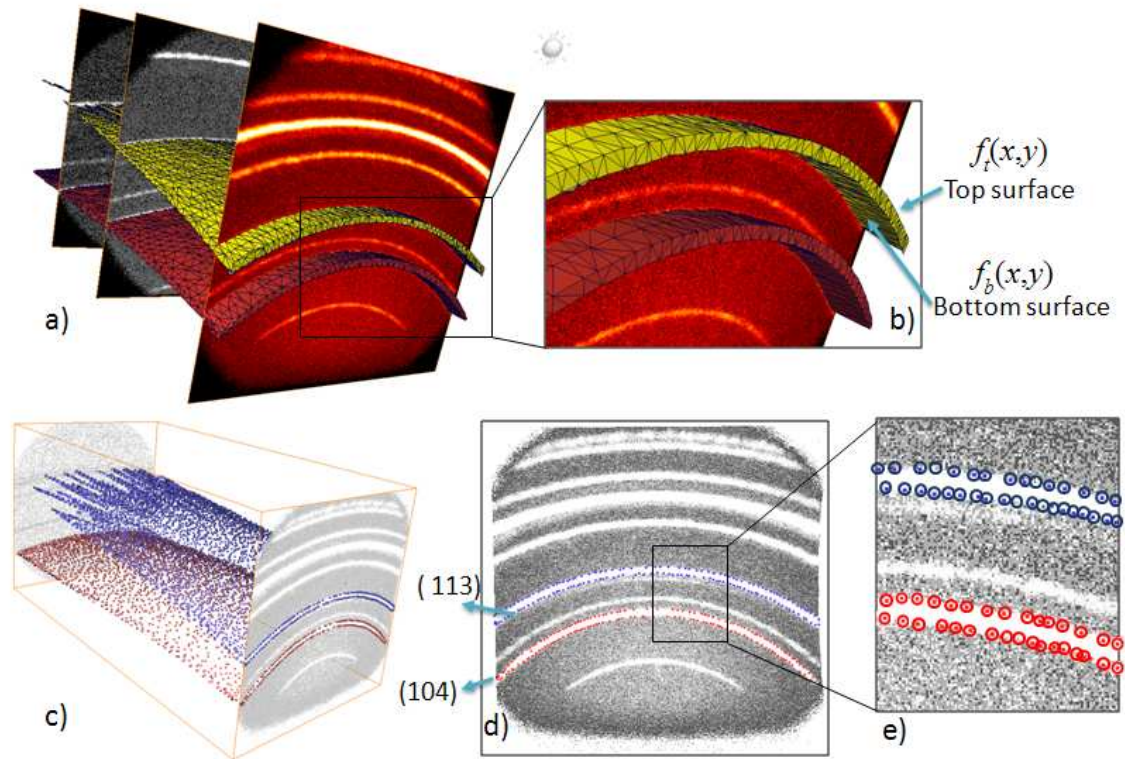 f_t(x,y)
Top surface
f_b(x,y)
Bottom surface
a)
b)
( 113)
(104)
c)
d)
e)